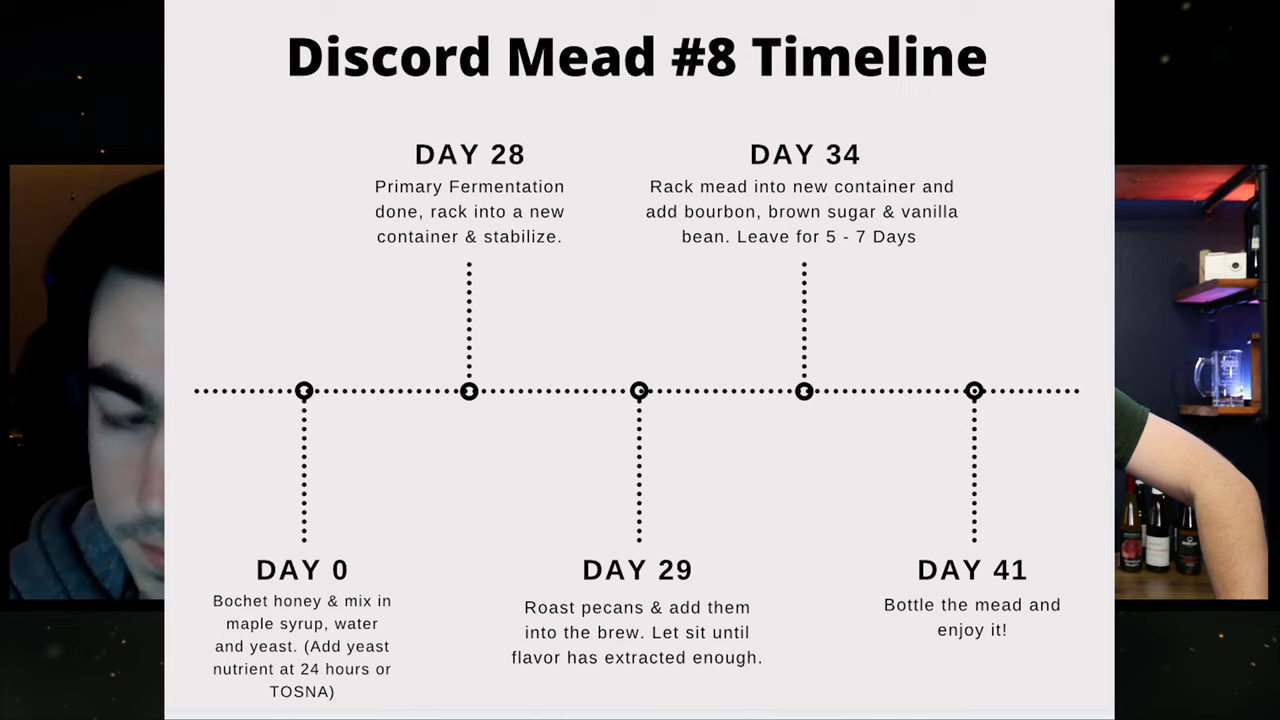 Discord Mead #8 Timeline
DAY 28
Primary Fermentation
done, rack into a new
container & stabilize.
DAY 34
Rack mead into new container and
add bourbon, brown sugar & vanilla
bean. Leave for 5 - 7 Days
DAY 0
Bochet honey & mix in
maple syrup, water
and yeast. (Add yeast
nutrient at 24 hours or
TOSNA)
DAY 29
Roast pecans & add them
into the brew. Let sit until
flavor has extracted enough.
DAY 41
Bottle the mead and
enjoy it!